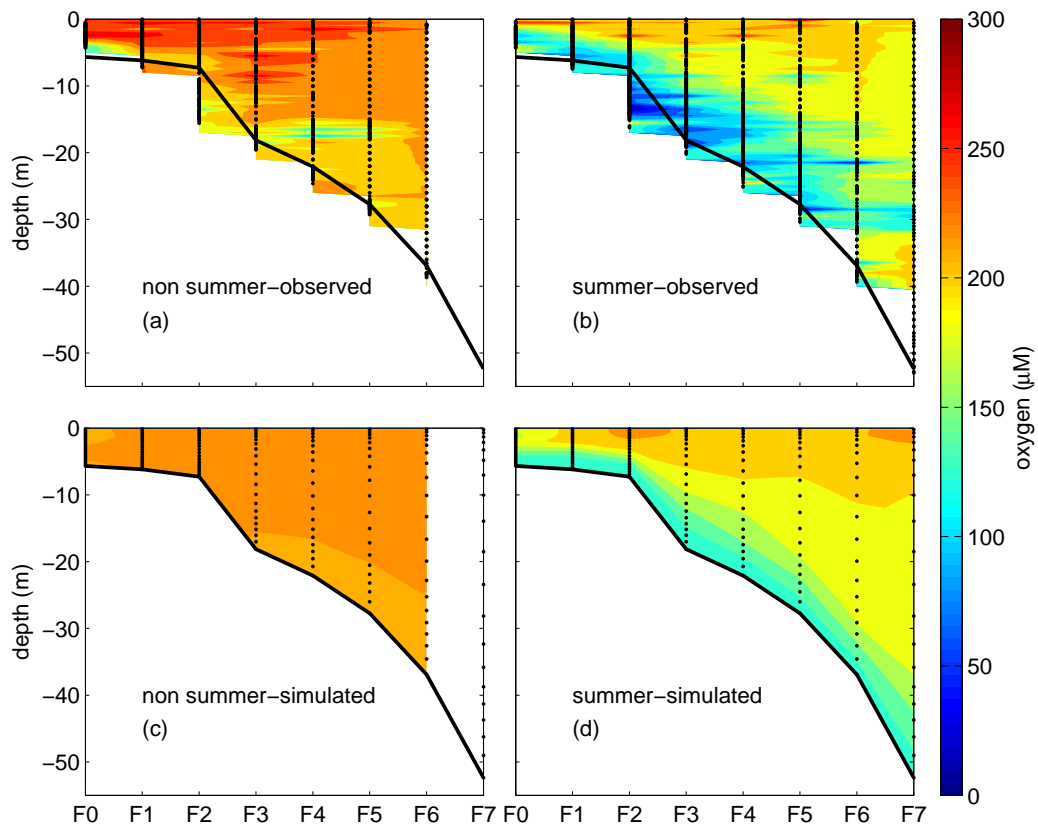 0
−10
−20
−30
−40
−50
depth (m)
non summer−observed
(a)
summer−observed
(b)
0
−10
−20
−30
−40
−50
depth (m)
non summer−simulated
(c)
summer−simulated
(d)
F0 F1 F2 F3 F4 F5 F6 F7
F0 F1 F2 F3 F4 F5 F6 F7
300
250
200
150
100
50
0
oxygen (μM)